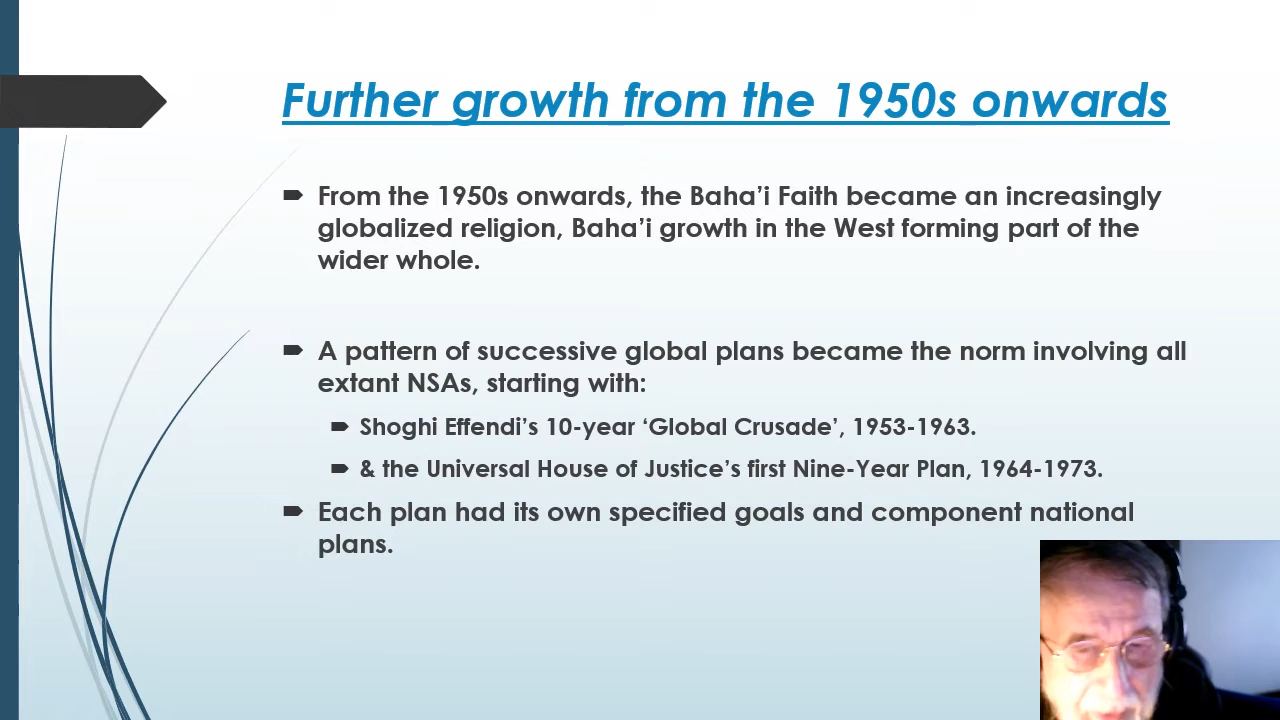 Further growth from the 1950s onwards
From the 1950s onwards, the Baha’i Faith became an increasingly
globalized religion, Baha’i growth in the West forming part of the
wider whole.
A pattern of successive global plans became the norm involving all
extant NSAs, starting with:
Shoghi Effendi’s 10-year ‘Global Crusade’, 1953-1963.
& the Universal House of Justice’s first Nine-Year Plan, 1964-1973.
Each plan had its own specified goals and component national
plans.